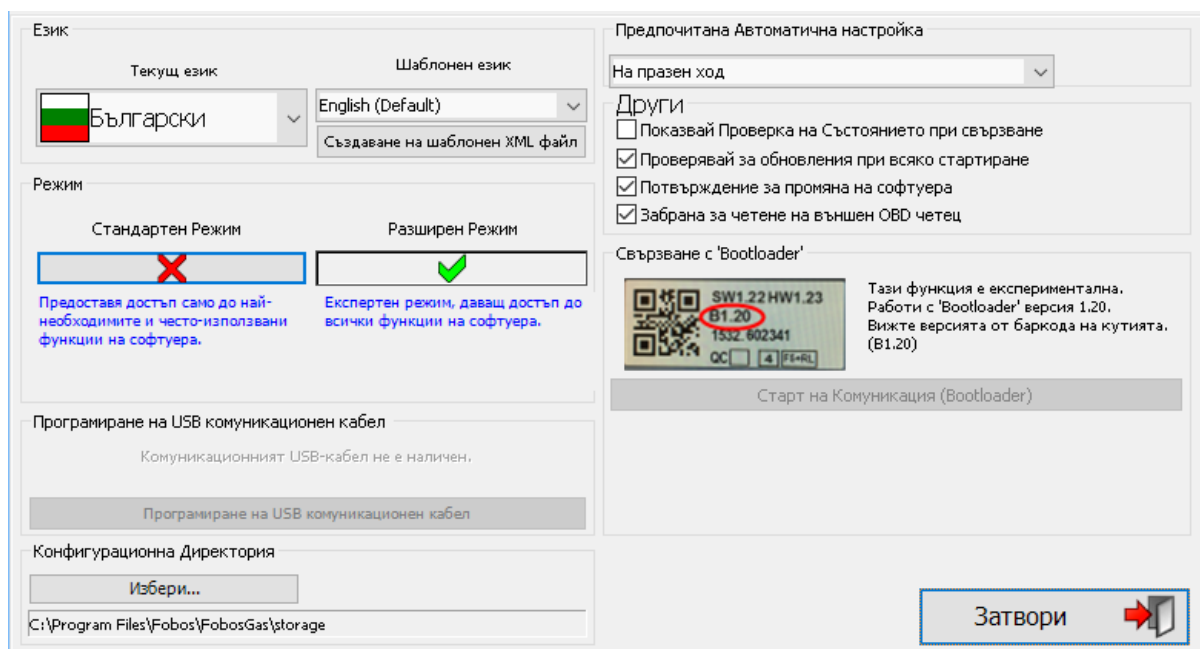 Език
Текущ език
Шаблонен език
Български
English (Default)
Създаване на шаблонен XML файл
Режим
Стандартен Режим
Разширен Режим
Предоставя достъп само до най-
необходимите и често-използвани
функции на софтуера.
Експертен режим, даващ достъп до
всички функции на софтуера.
Програмиране на USB комуникационен кабел
Комуникационният USB-кабел не е наличен.
Програмиране на USB комуникационен кабел
Конфигурационна Директория
Избери...
C:\Program Files\Fobos\FobosGas\storage
Предпочитана Автоматична настройка
На празен ход
Други
Показвай Проверка на Състоянието при свързване
Проверявай за обновления при всяко стартиране
Потвърждение за промяна на софтуера
Забрана за четене на външен OBD четец
Свързване с 'Bootloader'
SW1.22HW1.23
B1.20
1532.602341
QC 4 F5+RL
Тази функция е експериментална.
Работи с 'Bootloader' версия 1.20.
Вижте версията от баркода на кутията.
(B1.20)
Старт на Комуникация (Bootloader)
Затвори